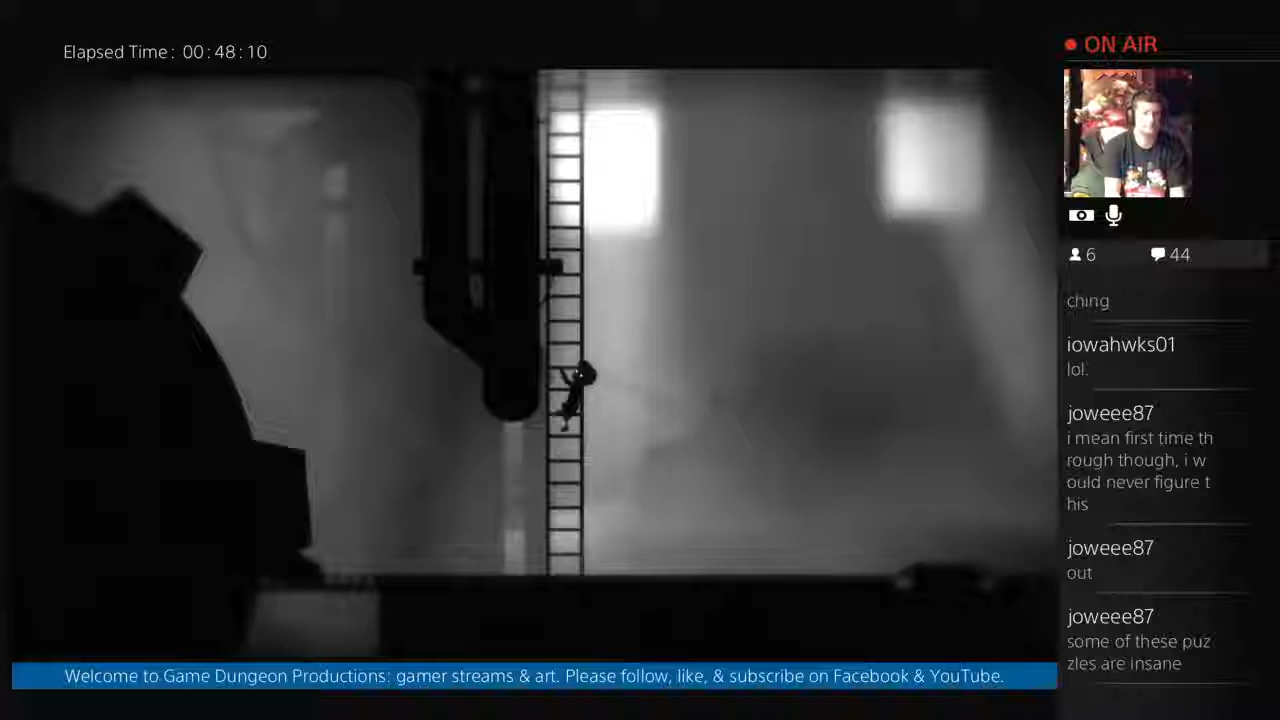 Elapsed Time: 00:48:10
ON AIR
6 44
ching
iowahwks01
lol.
joweee87
i mean first time th
rough though, i w
ould never figure t
his
joweee87
out
joweee87
some of these puz
zles are insane
Welcome to Game Dungeon Productions: gamer streams & art. Please follow, like, & subscribe on Facebook & YouTube.